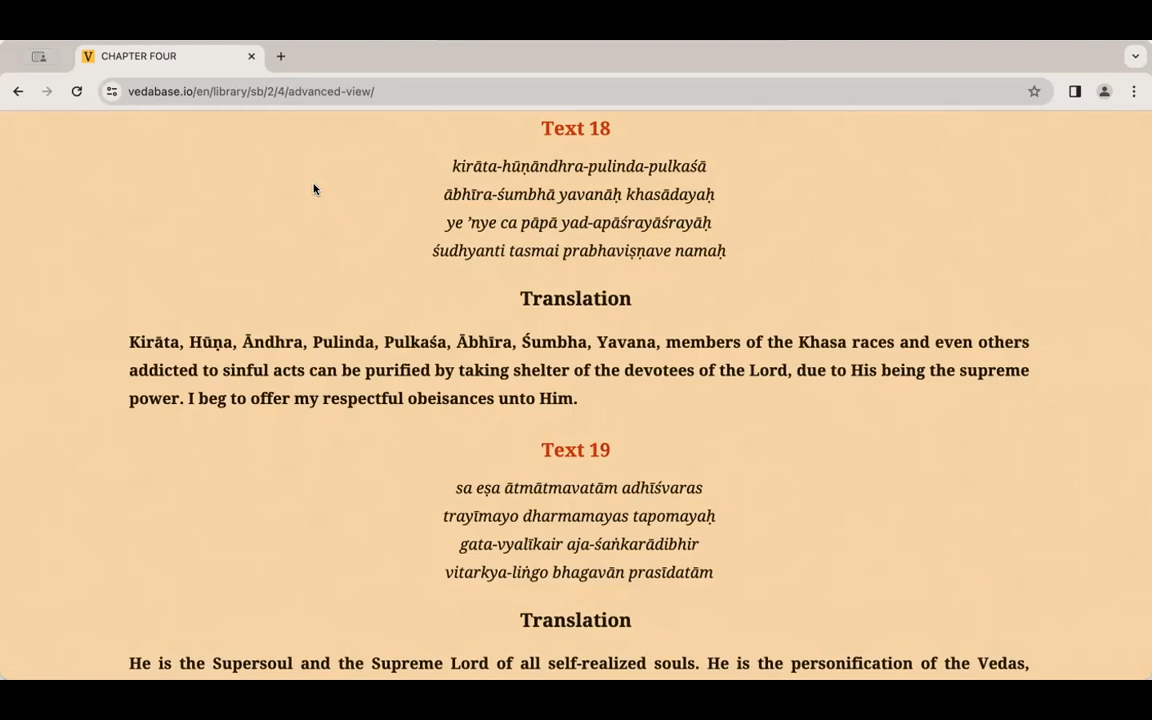 CHAPTER FOUR
vedabase.io/en/library/sb/2/4/advanced-view/
Text 18
kirāta-hūṇāndhra-pulinda-pulkaśā
ābhīra-śumbhā yavanāḥ khasādayaḥ
ye ’nye ca pāpā yad-apāśrayāśrayāḥ
śudhyanti tasmai prabhaviṣṇave namaḥ
Translation
Kirāta, Hūṇa, Āndhra, Pulinda, Pulkaśa, Ābhīra, Śumbha, Yavana, members of the Khasa races and even others
addicted to sinful acts can be purified by taking shelter of the devotees of the Lord, due to His being the supreme
power. I beg to offer my respectful obeisances unto Him.
Text 19
sa eṣa ātmātmavatām adhīśvaras
trayīmayo dharmamayas tapomayaḥ
gata-vyalīkair aja-śaṅkarādibhir
vitarkya-liṅgo bhagavān prasīdatām
Translation
He is the Supersoul and the Supreme Lord of all self-realized souls. He is the personification of the Vedas,